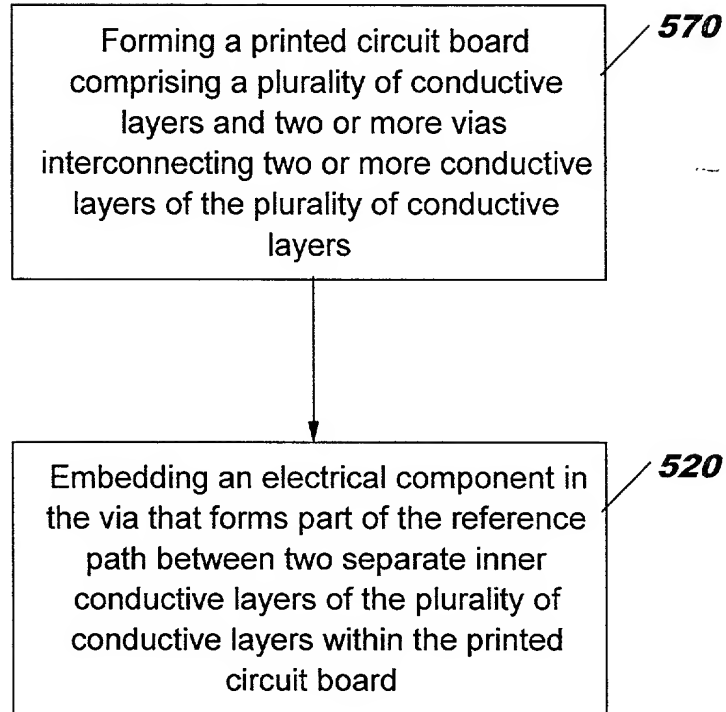 570
Forming a printed circuit board
comprising a plurality of conductive
layers and two or more vias
interconnecting two or more conductive
layers of the plurality of conductive
layers
520
Embedding an electrical component in
the via that forms part of the reference
path between two separate inner
conductive layers of the plurality of
conductive layers within the printed
circuit board